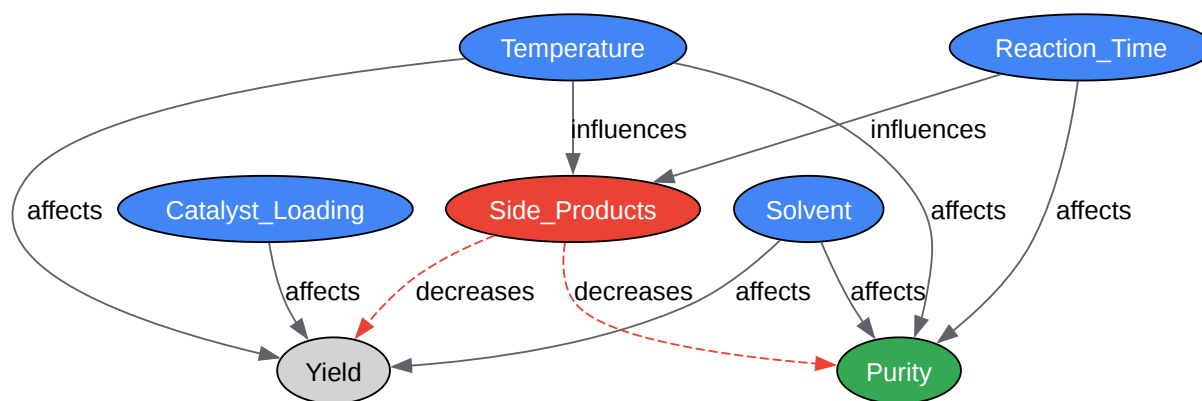 Temperature
Reaction_Time
influences
influences
affects
Catalyst_Loading
Side_Products
Solvent
affects
affects
affects
decreases
decreases
affects
affects
Yield
Purity